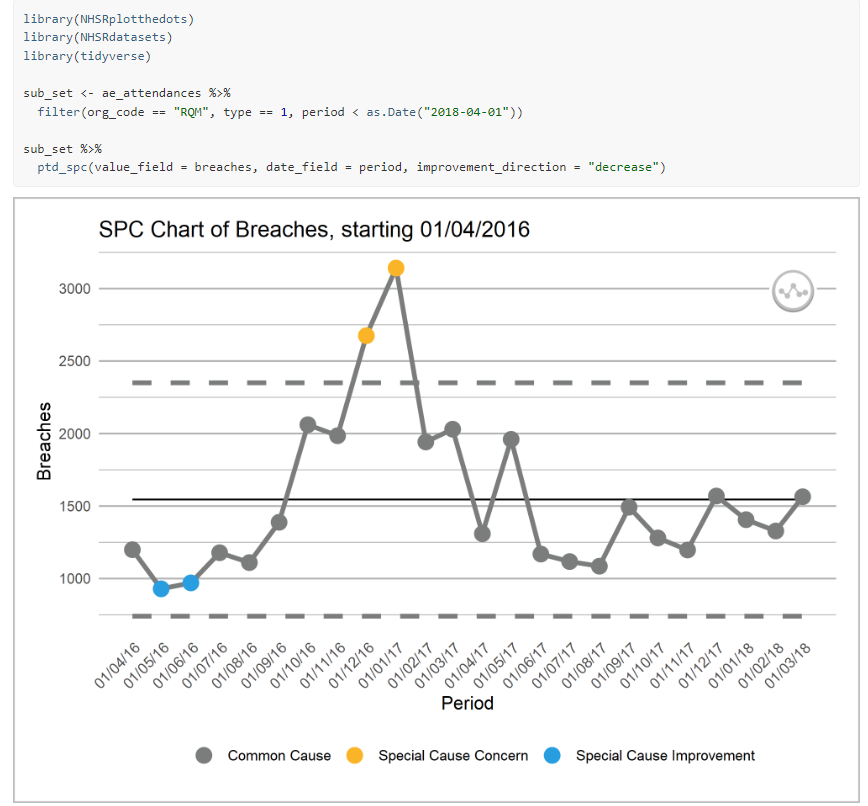 library(NHSRplotthedots)
library(NHSRdatasets)
library(tidyverse)
sub_set <- ae_attendances %>%
  filter(org_code == "RQM", type == 1, period < as.Date("2018-04-01"))
sub_set %>%
  ptd_spc(value_field = breaches, date_field = period, improvement_direction = "decrease")
SPC Chart of Breaches, starting 01/04/2016
3000
2500
2000
1500
1000
Breaches
01/04/16
01/05/16
01/06/16
01/07/16
01/08/16
01/09/16
01/10/16
01/11/16
01/12/16
01/01/17
01/02/17
01/03/17
01/04/17
01/05/17
01/06/17
01/07/17
01/08/17
01/09/17
01/10/17
01/11/17
01/12/17
01/01/18
01/02/18
01/03/18
Period
Common Cause
Special Cause Concern
Special Cause Improvement